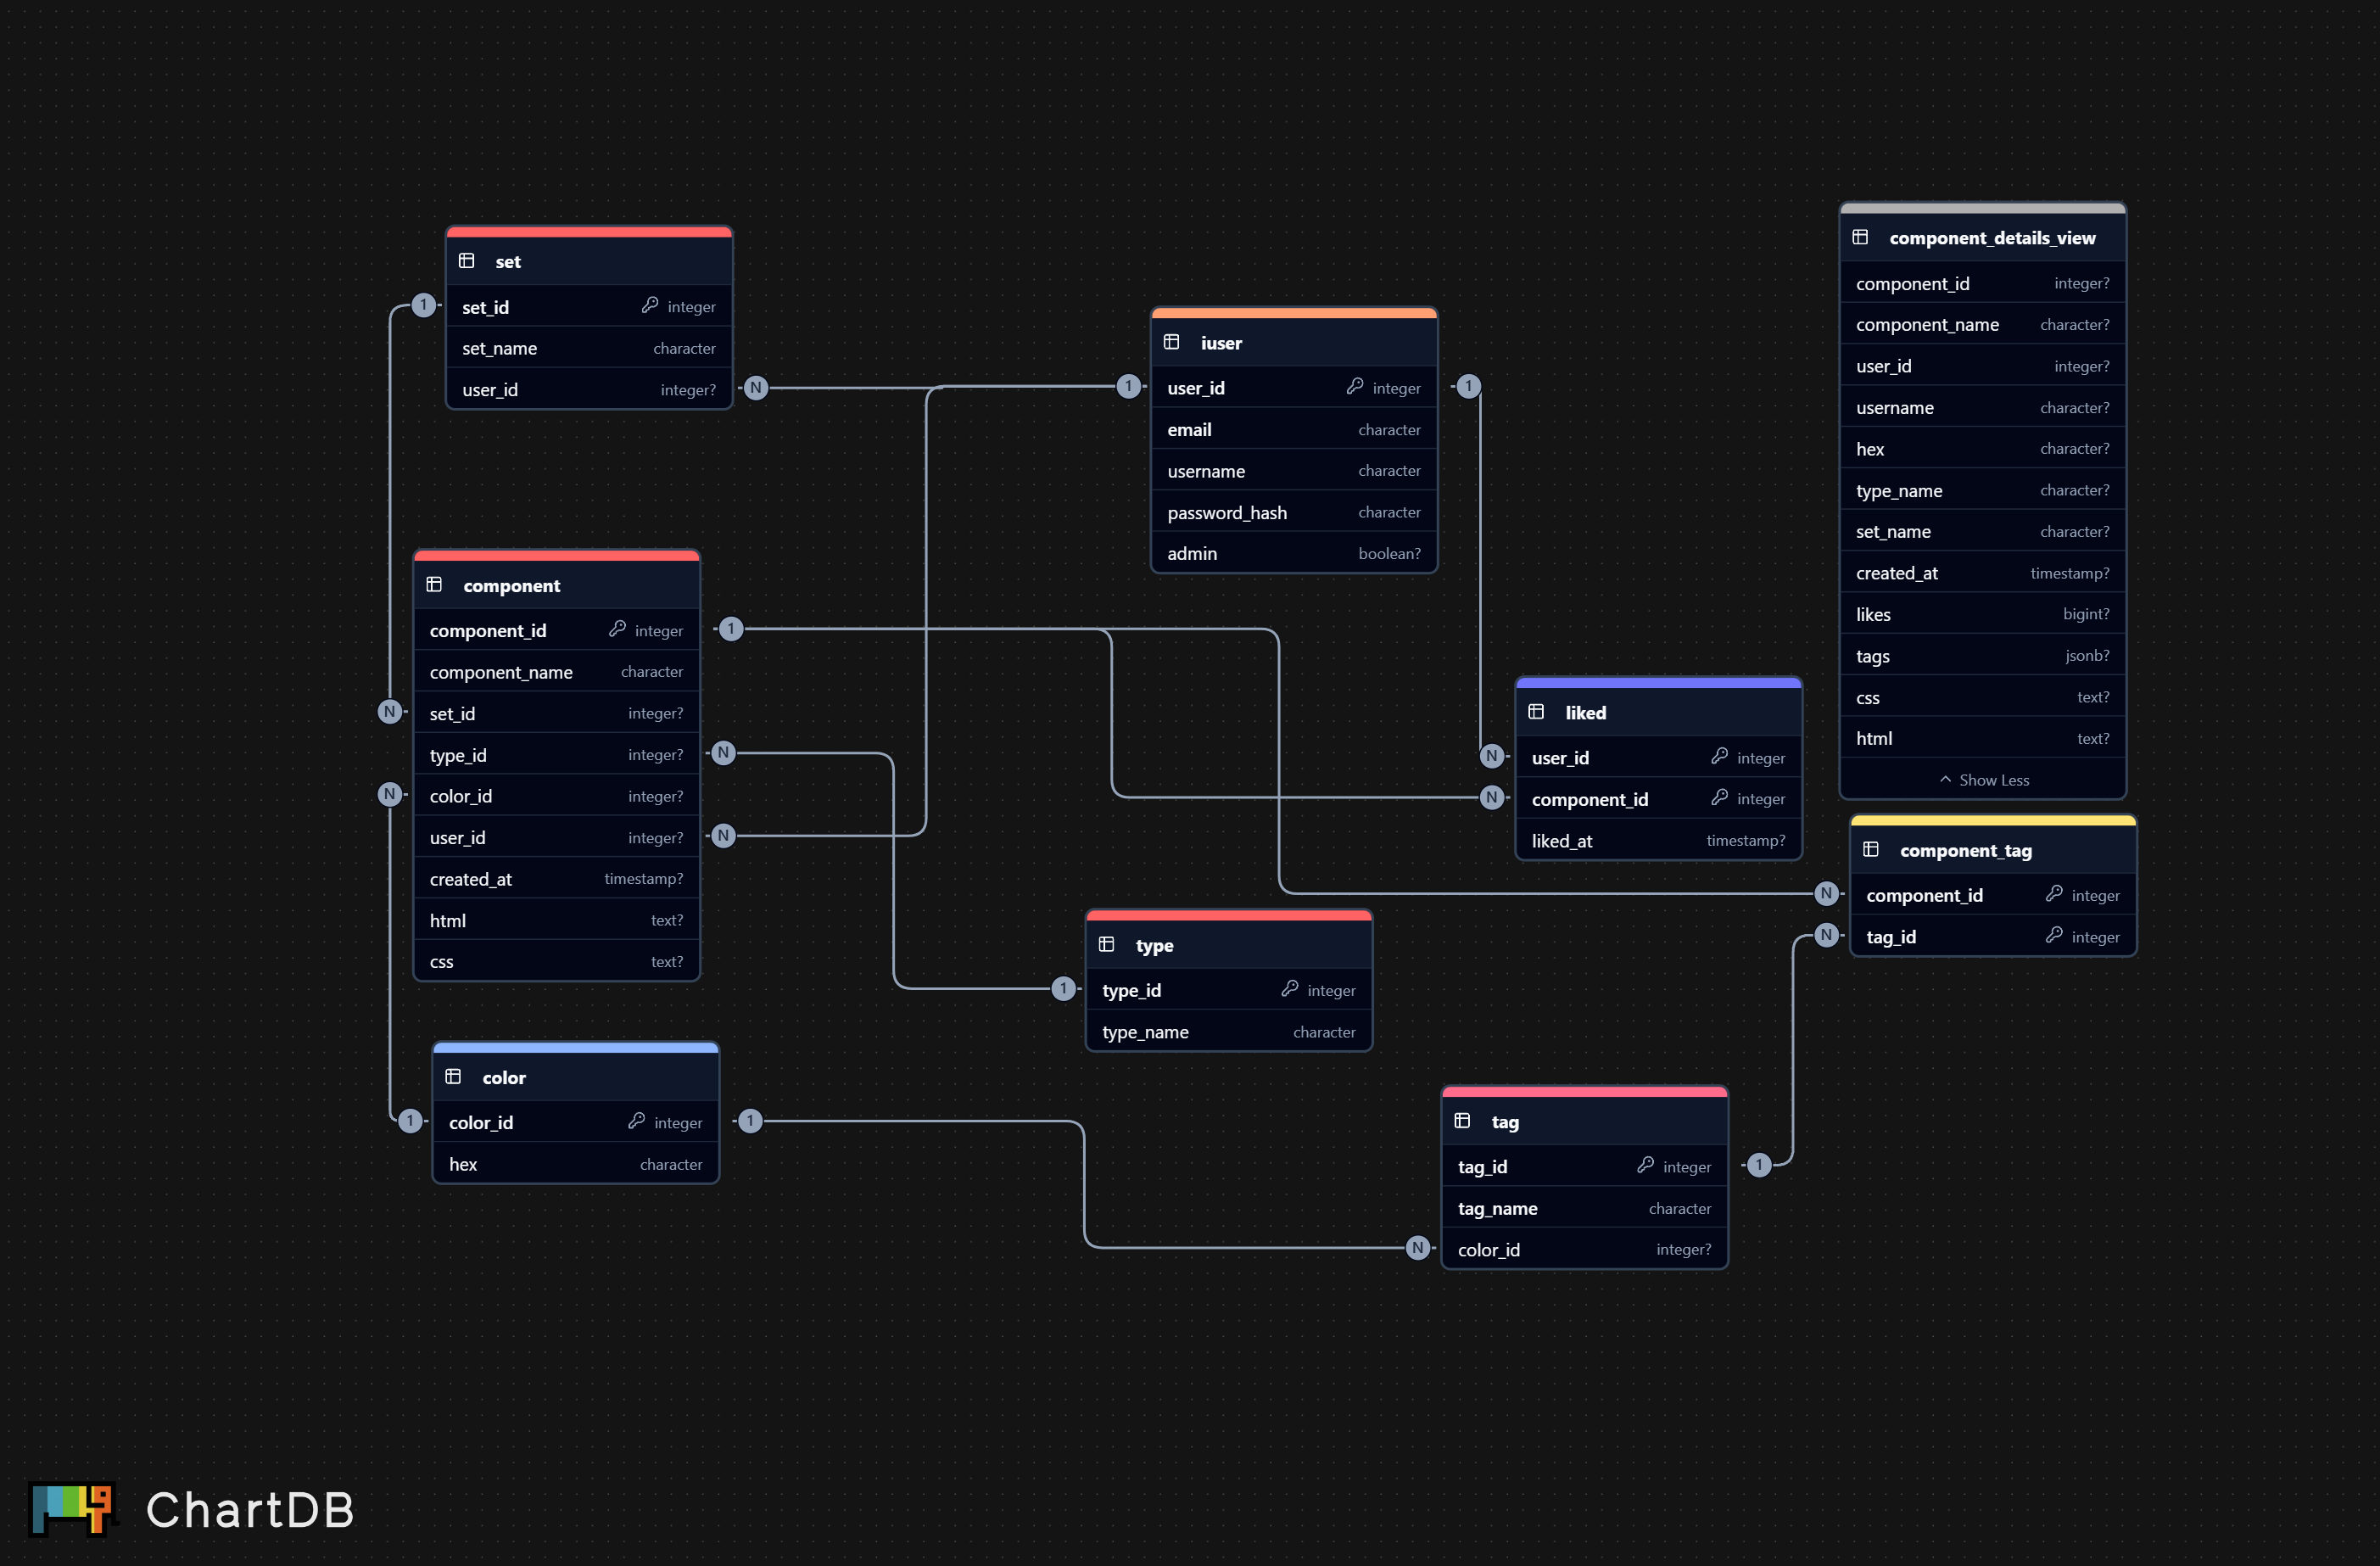 set
set_id integer
set_name character
user_id integer?
1
N
iuser
user_id integer
email character
username character
password_hash character
admin boolean?
1
1
component_details_view
component_id integer?
component_name character?
user_id integer?
username character?
hex character?
type_name character?
set_name character?
created_at timestamp?
likes bigint?
tags jsonb?
css text?
html text?
Show Less
component
component_id integer
component_name character
set_id integer?
type_id integer?
color_id integer?
user_id integer?
created_at timestamp?
html text?
css text?
1
N
N
N
N
liked
user_id integer
component_id integer
liked_at timestamp?
N
N
component_tag
component_id integer
tag_id integer
N
N
type
type_id integer
type_name character
1
color
color_id integer
hex character
1
1
tag
tag_id integer
tag_name character
color_id integer?
1
N
ChartDB